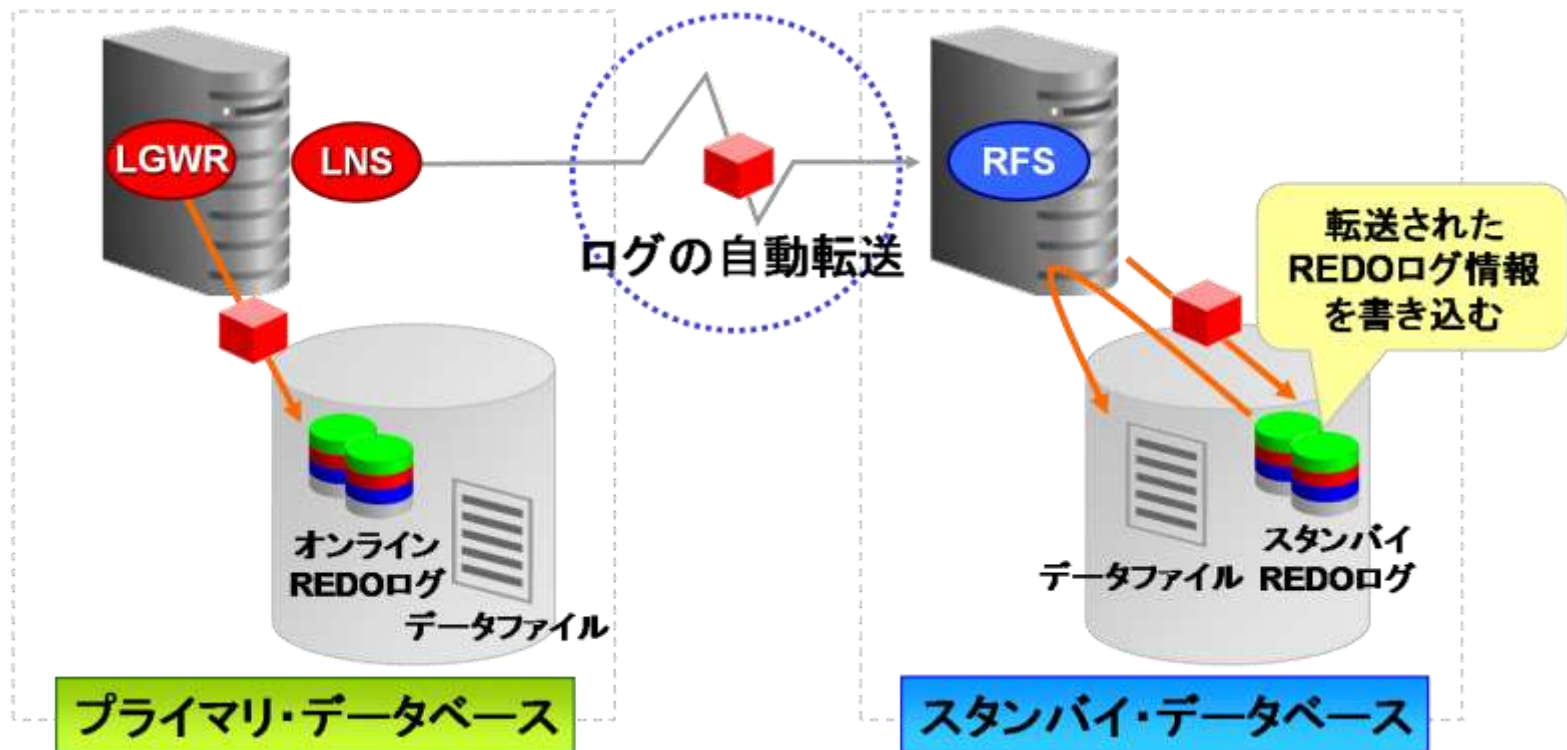 LGWR
LNS
RFS
ログの自動転送
転送された
REDOログ情報
を書き込む
オンライン
REDOログ
データファイル
データファイル
スタンバイ
REDOログ
プライマリ・データベース
スタンバイ・データベース